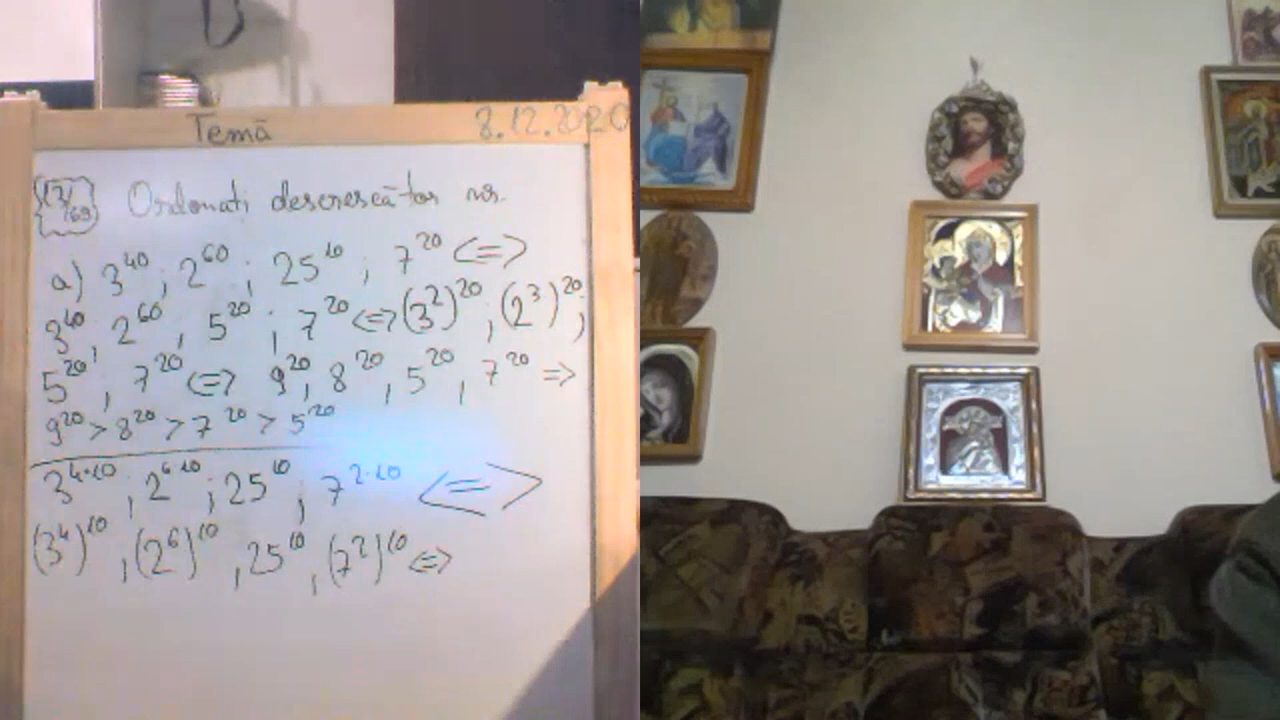 Temă 8.12.2020
Ordonați descrescător nr.
a) 3^40 ; 2^60 ; 25^10 ; 7^20 <=>
3^40, 2^60, 5^20 ; 7^20 <=> (3^2)^20 ; (2^3)^20 ;
5^20, 7^20 <=> 9^20, 8^20, 5^20, 7^20 =>
9^20 > 8^20 > 7^20 > 5^20
3^4·10 ; 2^6·10 ; 25^10 ; 7^2·10 <=>
(3^4)^10, (2^6)^10, 25^10, (7^2)^10 <=>